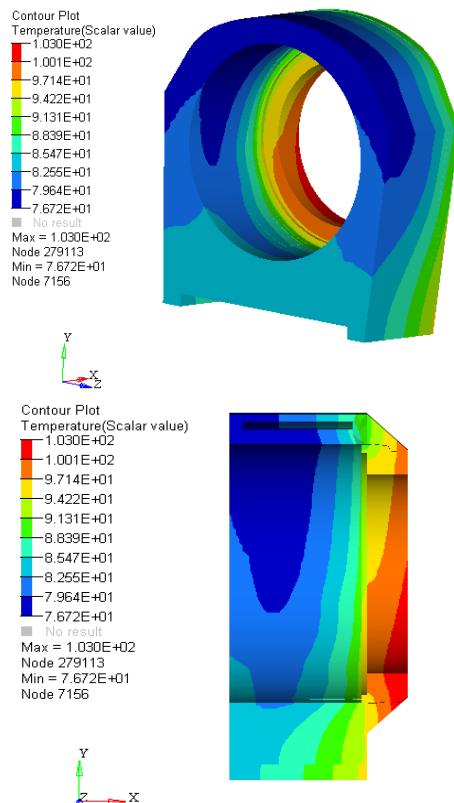 Contour Plot
Temperature(Scalar value)
1.030E+02
1.001E+02
9.714E+01
9.422E+01
9.131E+01
8.839E+01
8.547E+01
8.255E+01
7.964E+01
7.672E+01
No result
Max = 1.030E+02
Node 279113
Min = 7.672E+01
Node 7156
Y
X
Z
Contour Plot
Temperature(Scalar value)
1.030E+02
1.001E+02
9.714E+01
9.422E+01
9.131E+01
8.839E+01
8.547E+01
8.255E+01
7.964E+01
7.672E+01
No result
Max = 1.030E+02
Node 279113
Min = 7.672E+01
Node 7156
Y
Z X